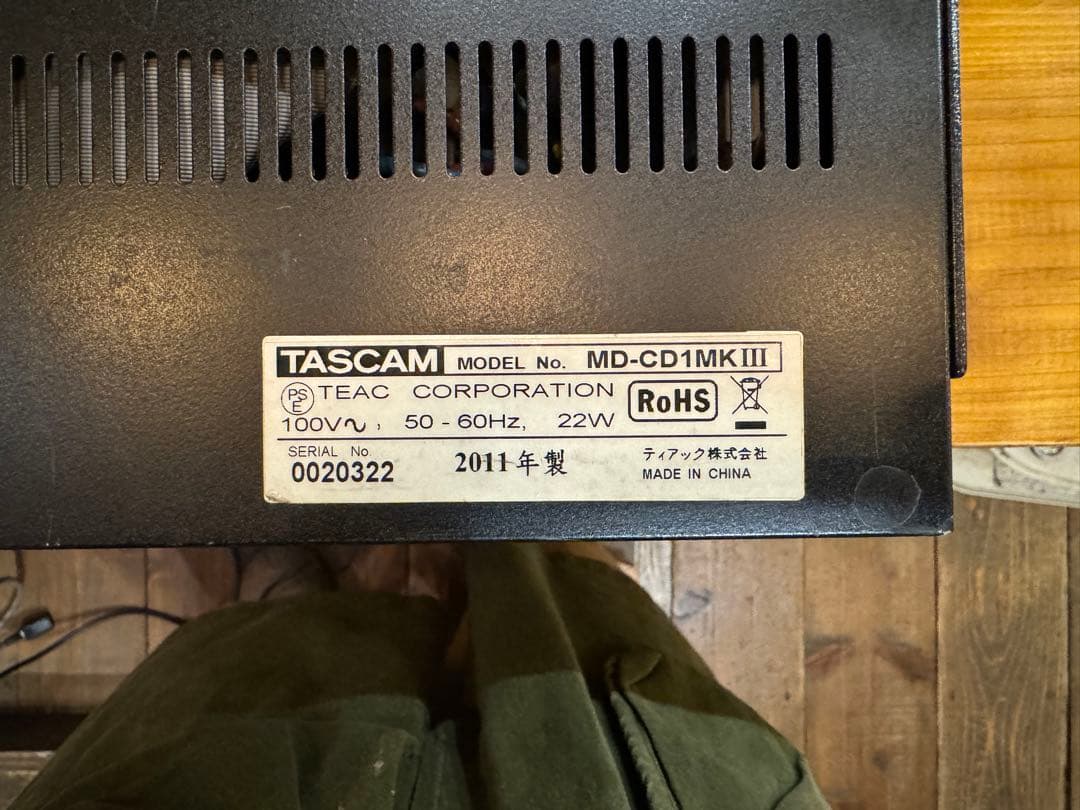 TASCAM MODEL No. MD-CD1MKIII
PSE TEAC CORPORATION RoHS
100V∿, 50-60Hz, 22W
SERIAL No
0020322
2011年製
ティアック株式会社
MADE IN CHINA